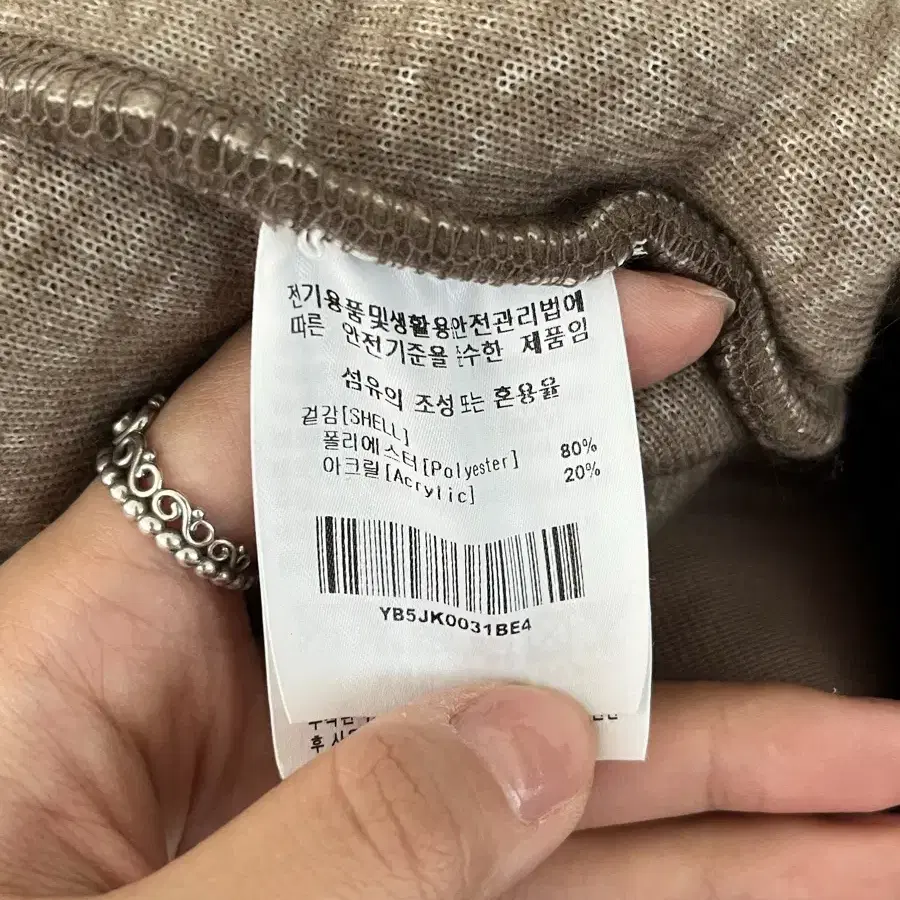 전기용품및생활용안전관리법에
따른 안전기준을 준수한 제품임
섬유의 조성 또는 혼용율
겉감[SHELL]
폴리에스터[Polyester] 80%
아크릴[Acrylic] 20%
YB5JK0031BE4
후